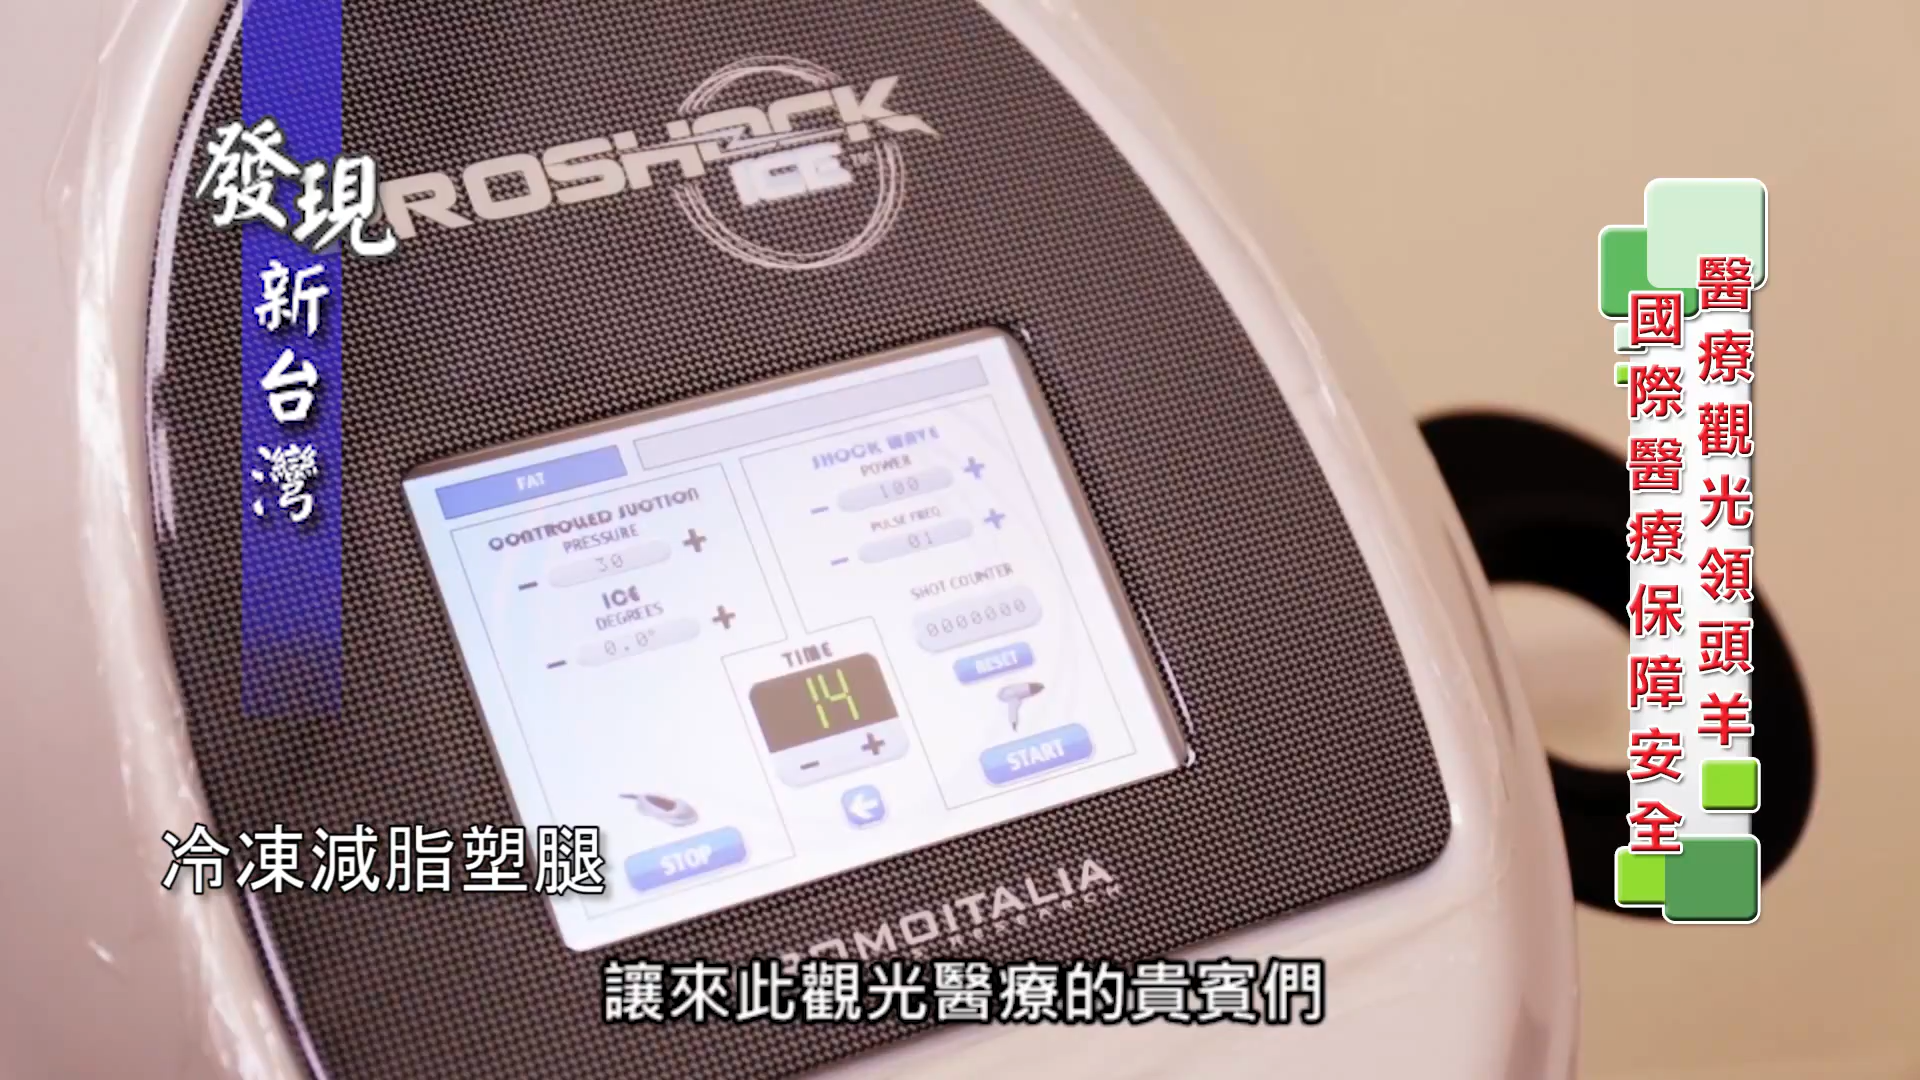 發現新台灣
ROSHOCK
ICE™
醫療觀光領頭羊
國際醫療保障安全
FAT
CONTROLLED SUCTION
PRESSURE
- 30 +
ICE
DEGREES
- 0.0° +
STOP
TIME
14
- +
SHOCK WAVE
POWER
- 100 +
PULSE FREQ
- 01 +
SHOT COUNTER
0000000
RESET
START
冷凍減脂塑腿
OMOITALIA
讓來此觀光醫療的貴賓們